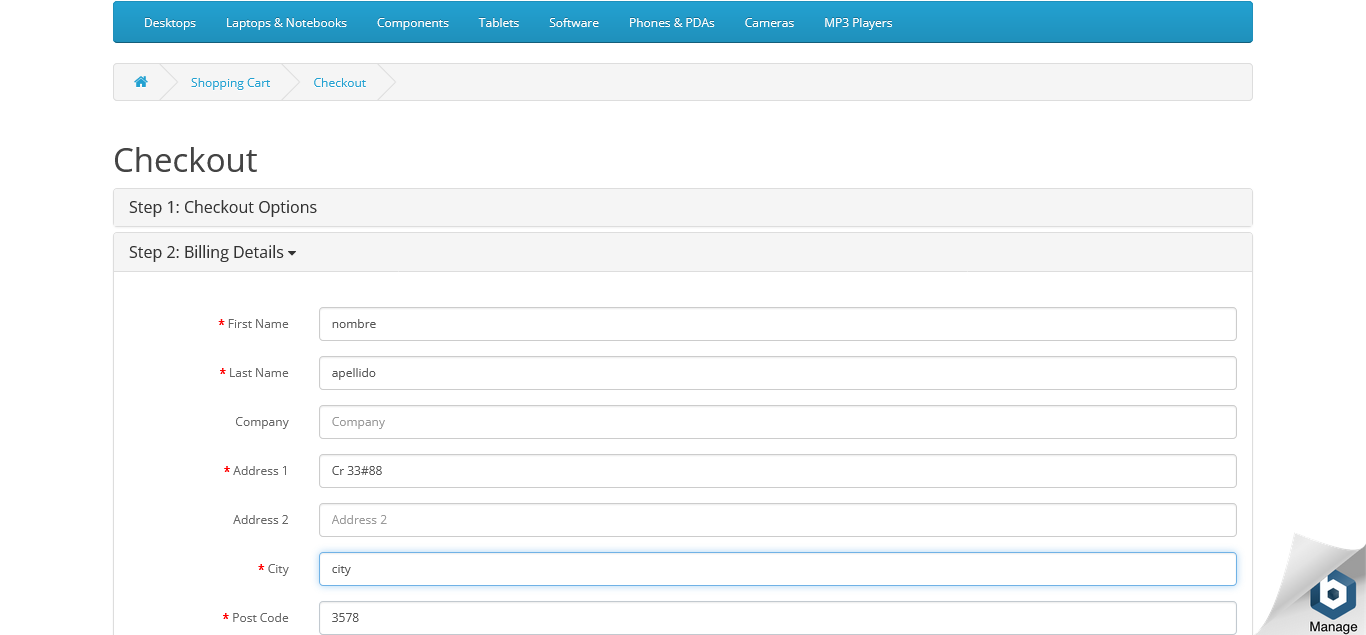 Desktops Laptops & Notebooks Components Tablets Software Phones & PDAs Cameras MP3 Players
Shopping Cart Checkout
Checkout
Step 1: Checkout Options
Step 2: Billing Details
* First Name nombre
* Last Name apellido
Company Company
* Address 1 Cr 33#88
Address 2 Address 2
* City city
* Post Code 3578
b
Manage